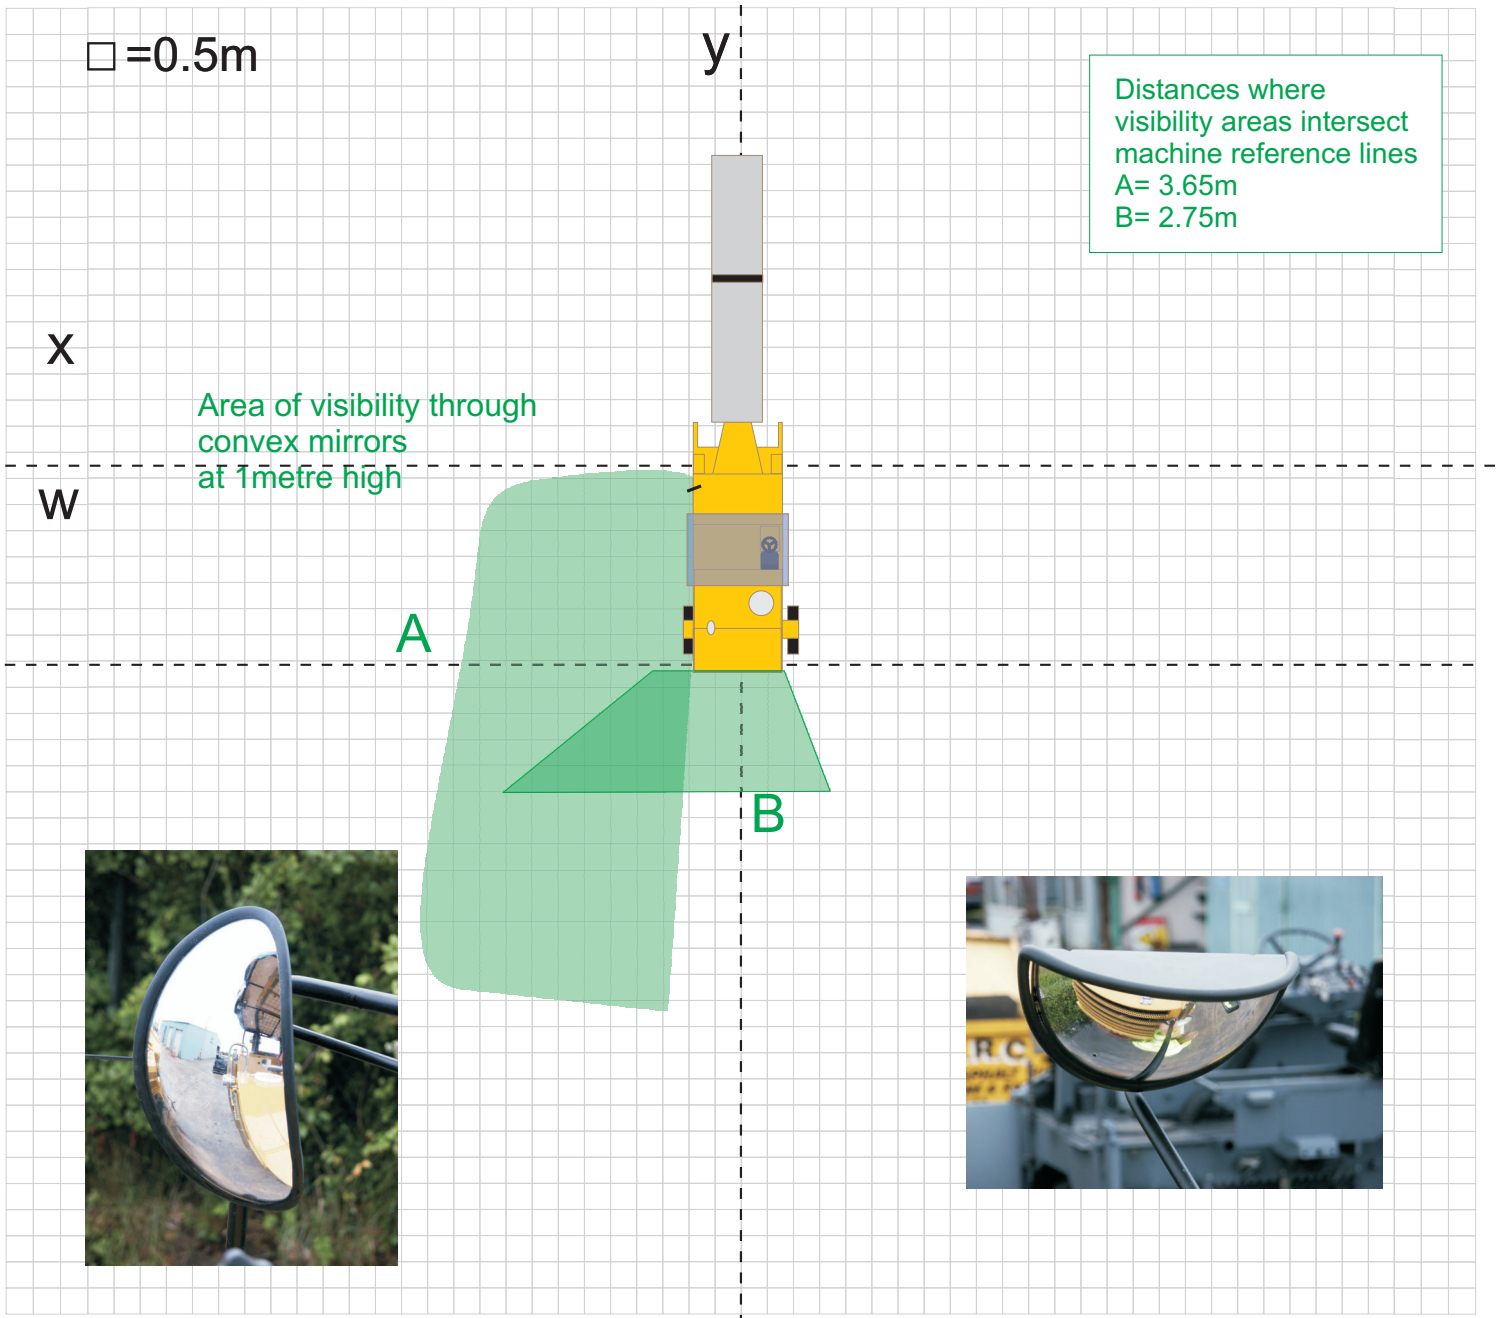 =0.5m
y
Distances where
visibility areas intersect
machine reference lines
A= 3.65m
B= 2.75m
x
Area of visibility through
convex mirrors
at 1metre high
w
A
B
R.C